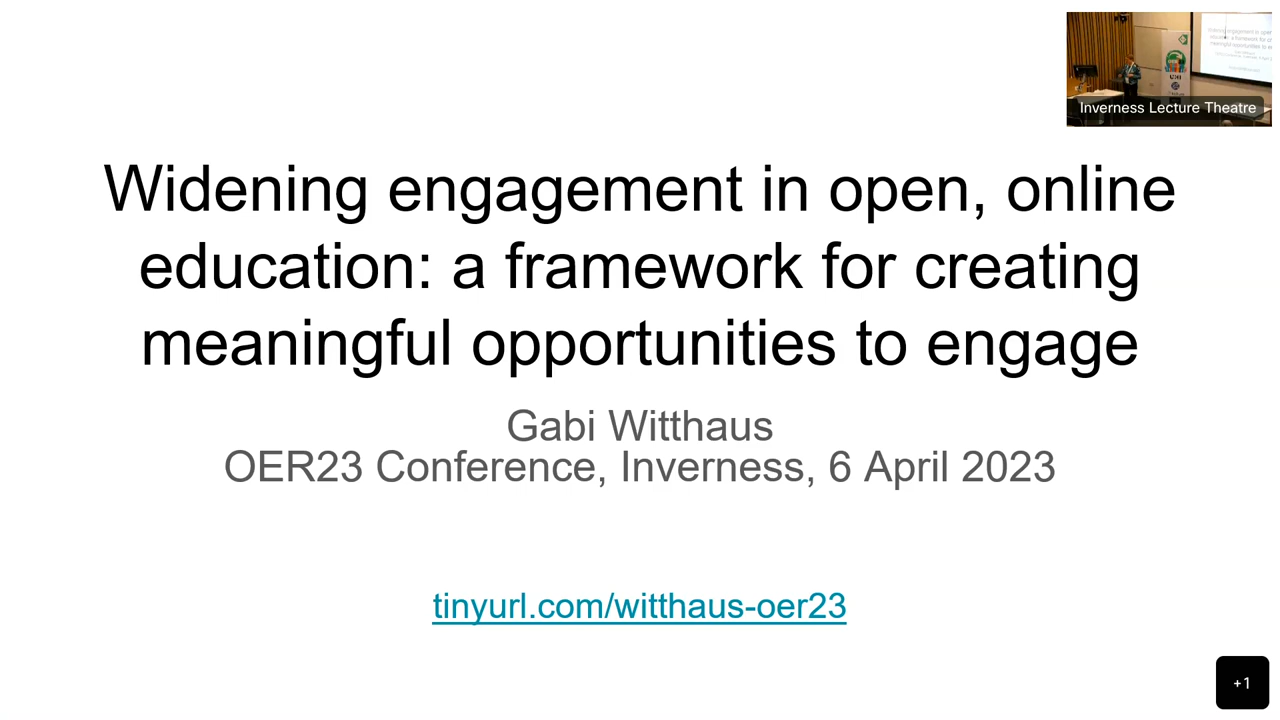 Inverness Lecture Theatre
Widening engagement in open, online
education: a framework for creating
meaningful opportunities to engage
Gabi Witthaus
OER23 Conference, Inverness, 6 April 2023
tinyurl.com/witthaus-oer23
+1